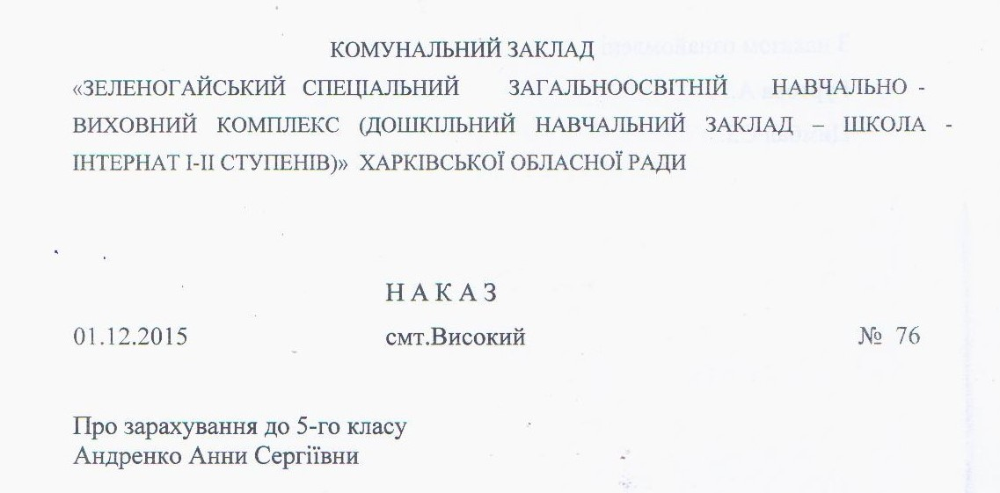 КОМУНАЛЬНИЙ ЗАКЛАД
«ЗЕЛЕНОГАЙСЬКИЙ СПЕЦІАЛЬНИЙ ЗАГАЛЬНООСВІТНІЙ НАВЧАЛЬНО -
ВИХОВНИЙ КОМПЛЕКС (ДОШКІЛЬНИЙ НАВЧАЛЬНИЙ ЗАКЛАД – ШКОЛА -
ІНТЕРНАТ І-ІІ СТУПЕНІВ)» ХАРКІВСЬКОЇ ОБЛАСНОЇ РАДИ
Н А К А З
01.12.2015 смт.Високий № 76
Про зарахування до 5-го класу
Андренко Анни Сергіївни